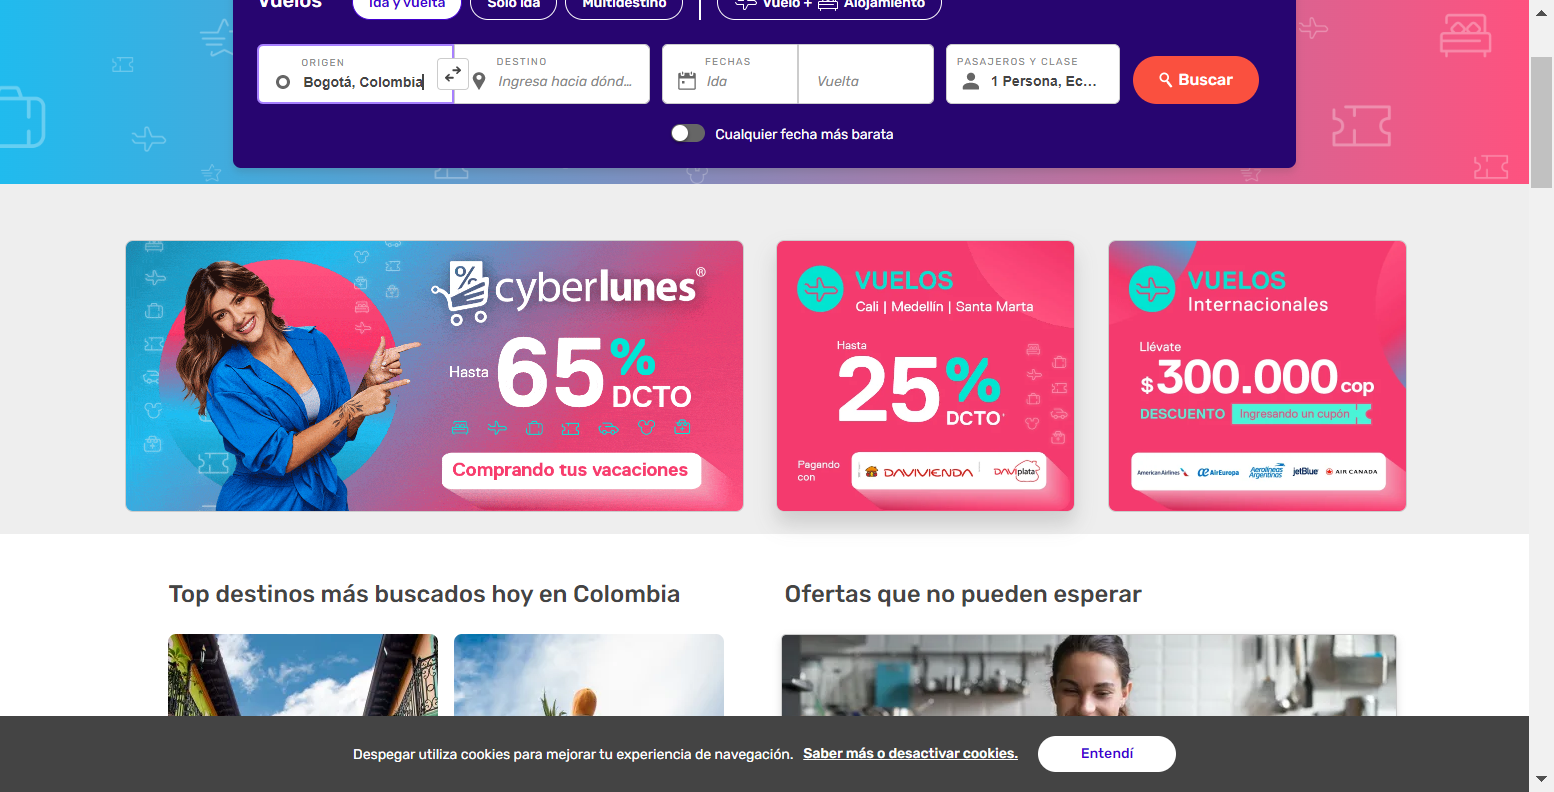 Vuelos
Ida y vuelta
Solo ida
Multidestino
Vuelo +
Alojamiento
ORIGEN
Bogotá, Colombia
DESTINO
Ingresa hacia dónd...
FECHAS
Ida
Vuelta
PASAJEROS Y CLASE
1 Persona, Ec...
Buscar
Cualquier fecha más barata
cyberlunes®
Hasta
65%
DCTO
Comprando tus vacaciones
VUELOS
Cali | Medellín | Santa Marta
Hasta
25%
DCTO*
Pagando
con
DAVIVIENDA
DAVIplata
VUELOS
Internacionales
Llévate
$300.000 cop
DESCUENTO
Ingresando un cupón
American Airlines
AirEuropa
Aerolíneas
Argentinas
jetBlue
AIR CANADA
Top destinos más buscados hoy en Colombia
Ofertas que no pueden esperar
Despegar utiliza cookies para mejorar tu experiencia de navegación. Saber más o desactivar cookies.
Entendí